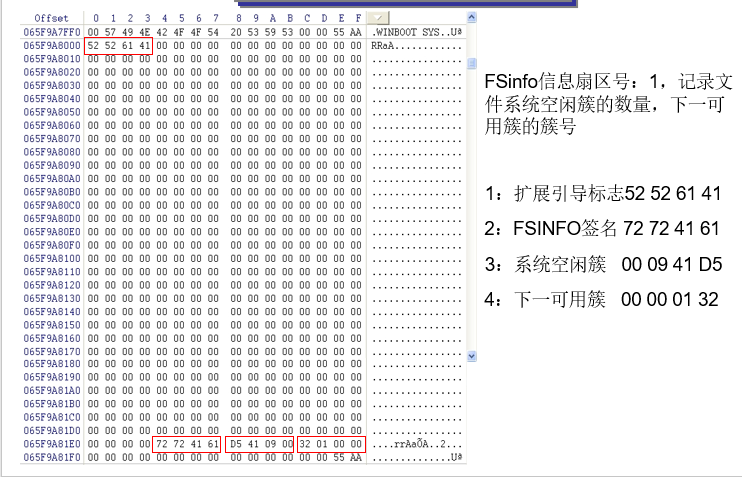 Offset 0 1 2 3 4 5 6 7 8 9 A B C D E F
065F9A7FF0 00 57 49 4E 42 4F 4F 54 20 53 59 53 00 00 55 AA .WINBOOT SYS..Uª
065F9A8000 52 52 61 41 00 00 00 00 00 00 00 00 00 00 00 00 RRaA............
065F9A8010 00 00 00 00 00 00 00 00 00 00 00 00 00 00 00 00 ................
065F9A8020 00 00 00 00 00 00 00 00 00 00 00 00 00 00 00 00 ................
065F9A8030 00 00 00 00 00 00 00 00 00 00 00 00 00 00 00 00 ................
065F9A8040 00 00 00 00 00 00 00 00 00 00 00 00 00 00 00 00 ................
065F9A8050 00 00 00 00 00 00 00 00 00 00 00 00 00 00 00 00 ................
065F9A8060 00 00 00 00 00 00 00 00 00 00 00 00 00 00 00 00 ................
065F9A8070 00 00 00 00 00 00 00 00 00 00 00 00 00 00 00 00 ................
065F9A8080 00 00 00 00 00 00 00 00 00 00 00 00 00 00 00 00 ................
065F9A8090 00 00 00 00 00 00 00 00 00 00 00 00 00 00 00 00 ................
065F9A80A0 00 00 00 00 00 00 00 00 00 00 00 00 00 00 00 00 ................
065F9A80B0 00 00 00 00 00 00 00 00 00 00 00 00 00 00 00 00 ................
065F9A80C0 00 00 00 00 00 00 00 00 00 00 00 00 00 00 00 00 ................
065F9A80D0 00 00 00 00 00 00 00 00 00 00 00 00 00 00 00 00 ................
065F9A80E0 00 00 00 00 00 00 00 00 00 00 00 00 00 00 00 00 ................
065F9A80F0 00 00 00 00 00 00 00 00 00 00 00 00 00 00 00 00 ................
065F9A8100 00 00 00 00 00 00 00 00 00 00 00 00 00 00 00 00 ................
065F9A8110 00 00 00 00 00 00 00 00 00 00 00 00 00 00 00 00 ................
065F9A8120 00 00 00 00 00 00 00 00 00 00 00 00 00 00 00 00 ................
065F9A8130 00 00 00 00 00 00 00 00 00 00 00 00 00 00 00 00 ................
065F9A8140 00 00 00 00 00 00 00 00 00 00 00 00 00 00 00 00 ................
065F9A8150 00 00 00 00 00 00 00 00 00 00 00 00 00 00 00 00 ................
065F9A8160 00 00 00 00 00 00 00 00 00 00 00 00 00 00 00 00 ................
065F9A8170 00 00 00 00 00 00 00 00 00 00 00 00 00 00 00 00 ................
065F9A8180 00 00 00 00 00 00 00 00 00 00 00 00 00 00 00 00 ................
065F9A8190 00 00 00 00 00 00 00 00 00 00 00 00 00 00 00 00 ................
065F9A81A0 00 00 00 00 00 00 00 00 00 00 00 00 00 00 00 00 ................
065F9A81B0 00 00 00 00 00 00 00 00 00 00 00 00 00 00 00 00 ................
065F9A81C0 00 00 00 00 00 00 00 00 00 00 00 00 00 00 00 00 ................
065F9A81D0 00 00 00 00 00 00 00 00 00 00 00 00 00 00 00 00 ................
065F9A81E0 00 00 00 00 72 72 41 61 D5 41 09 00 32 01 00 00 ....rrAaÕA..2...
065F9A81F0 00 00 00 00 00 00 00 00 00 00 00 00 00 00 55 AA ..............Uª
FSinfo信息扇区号：1，记录文
件系统空闲簇的数量，下一可
用簇的簇号
1：扩展引导标志52 52 61 41
2：FSINFO签名 72 72 41 61
3：系统空闲簇 00 09 41 D5
4：下一可用簇 00 00 01 32